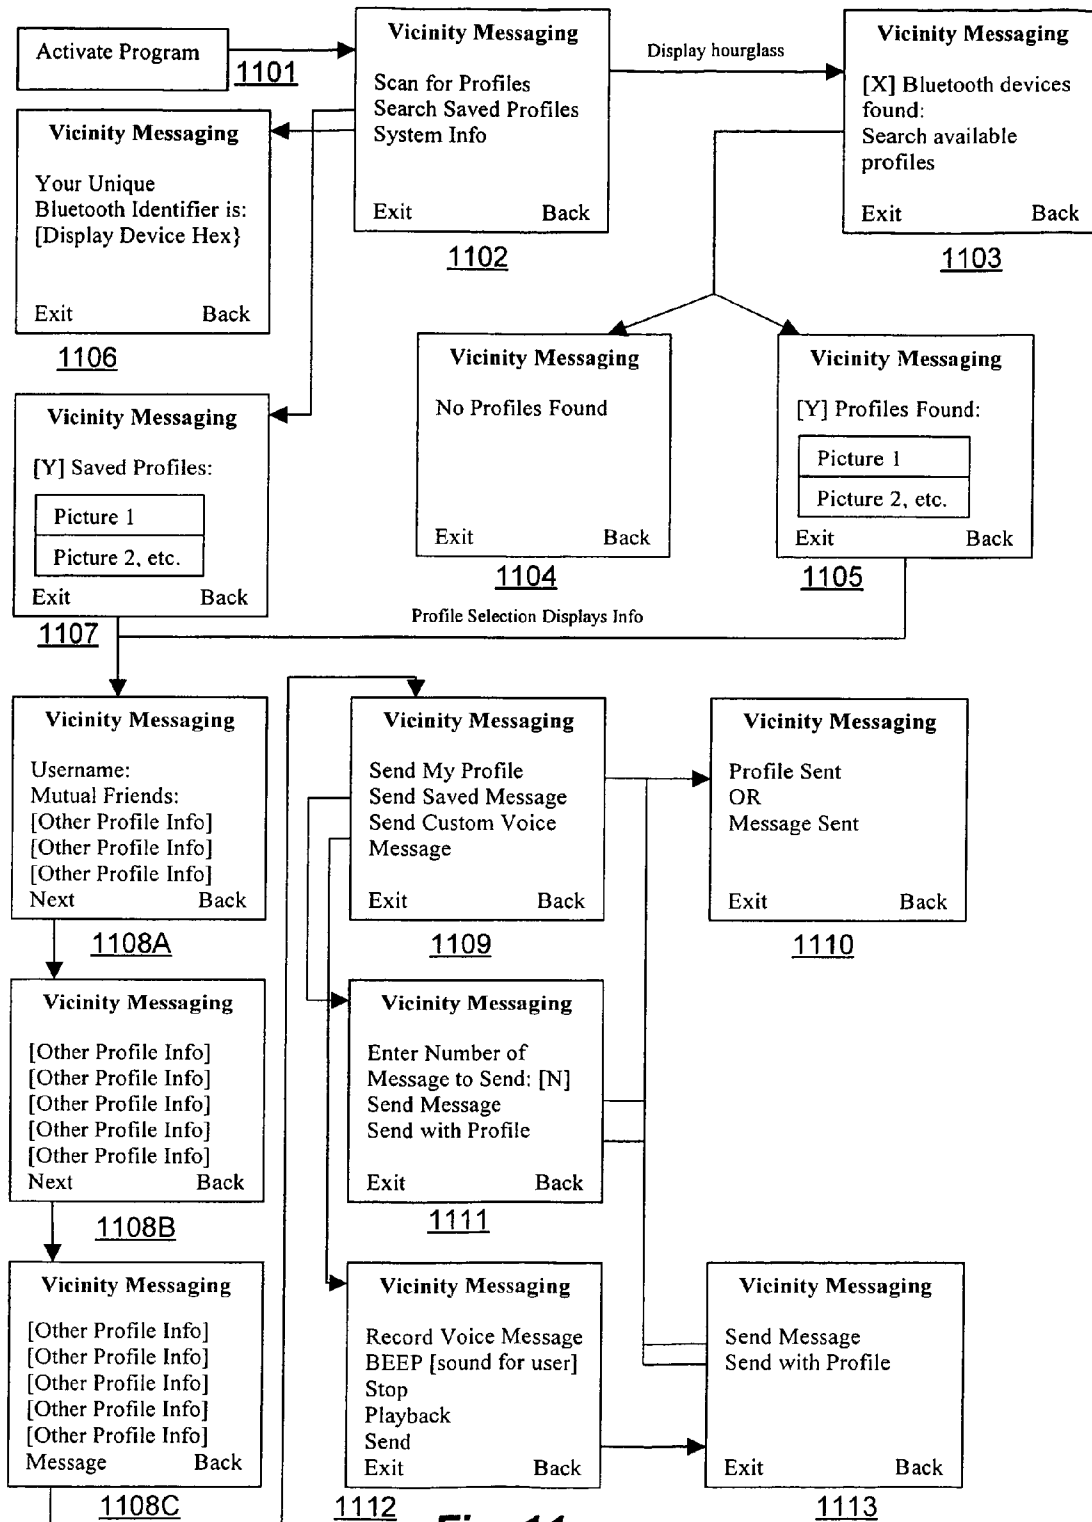 Activate Program
1101
Vicinity Messaging
Scan for Profiles
Search Saved Profiles
System Info
Exit Back
1102
Display hourglass
Vicinity Messaging
[X] Bluetooth devices
found:
Search available
profiles
Exit Back
1103
Vicinity Messaging
Your Unique
Bluetooth Identifier is:
[Display Device Hex}
Exit Back
1106
Vicinity Messaging
No Profiles Found
Exit Back
1104
Vicinity Messaging
[Y] Profiles Found:
Picture 1
Picture 2, etc.
Exit Back
1105
Vicinity Messaging
[Y] Saved Profiles:
Picture 1
Picture 2, etc.
Exit Back
1107
Profile Selection Displays Info
Vicinity Messaging
Username:
Mutual Friends:
[Other Profile Info]
[Other Profile Info]
[Other Profile Info]
Next Back
1108A
Vicinity Messaging
Send My Profile
Send Saved Message
Send Custom Voice
Message
Exit Back
1109
Vicinity Messaging
Profile Sent
OR
Message Sent
Exit Back
1110
Vicinity Messaging
[Other Profile Info]
[Other Profile Info]
[Other Profile Info]
[Other Profile Info]
[Other Profile Info]
Next Back
1108B
Vicinity Messaging
Enter Number of
Message to Send: [N]
Send Message
Send with Profile
Exit Back
1111
Vicinity Messaging
[Other Profile Info]
[Other Profile Info]
[Other Profile Info]
[Other Profile Info]
[Other Profile Info]
Message Back
1108C
Vicinity Messaging
Record Voice Message
BEEP [sound for user]
Stop
Playback
Send
Exit Back
1112
Vicinity Messaging
Send Message
Send with Profile
Exit Back
1113